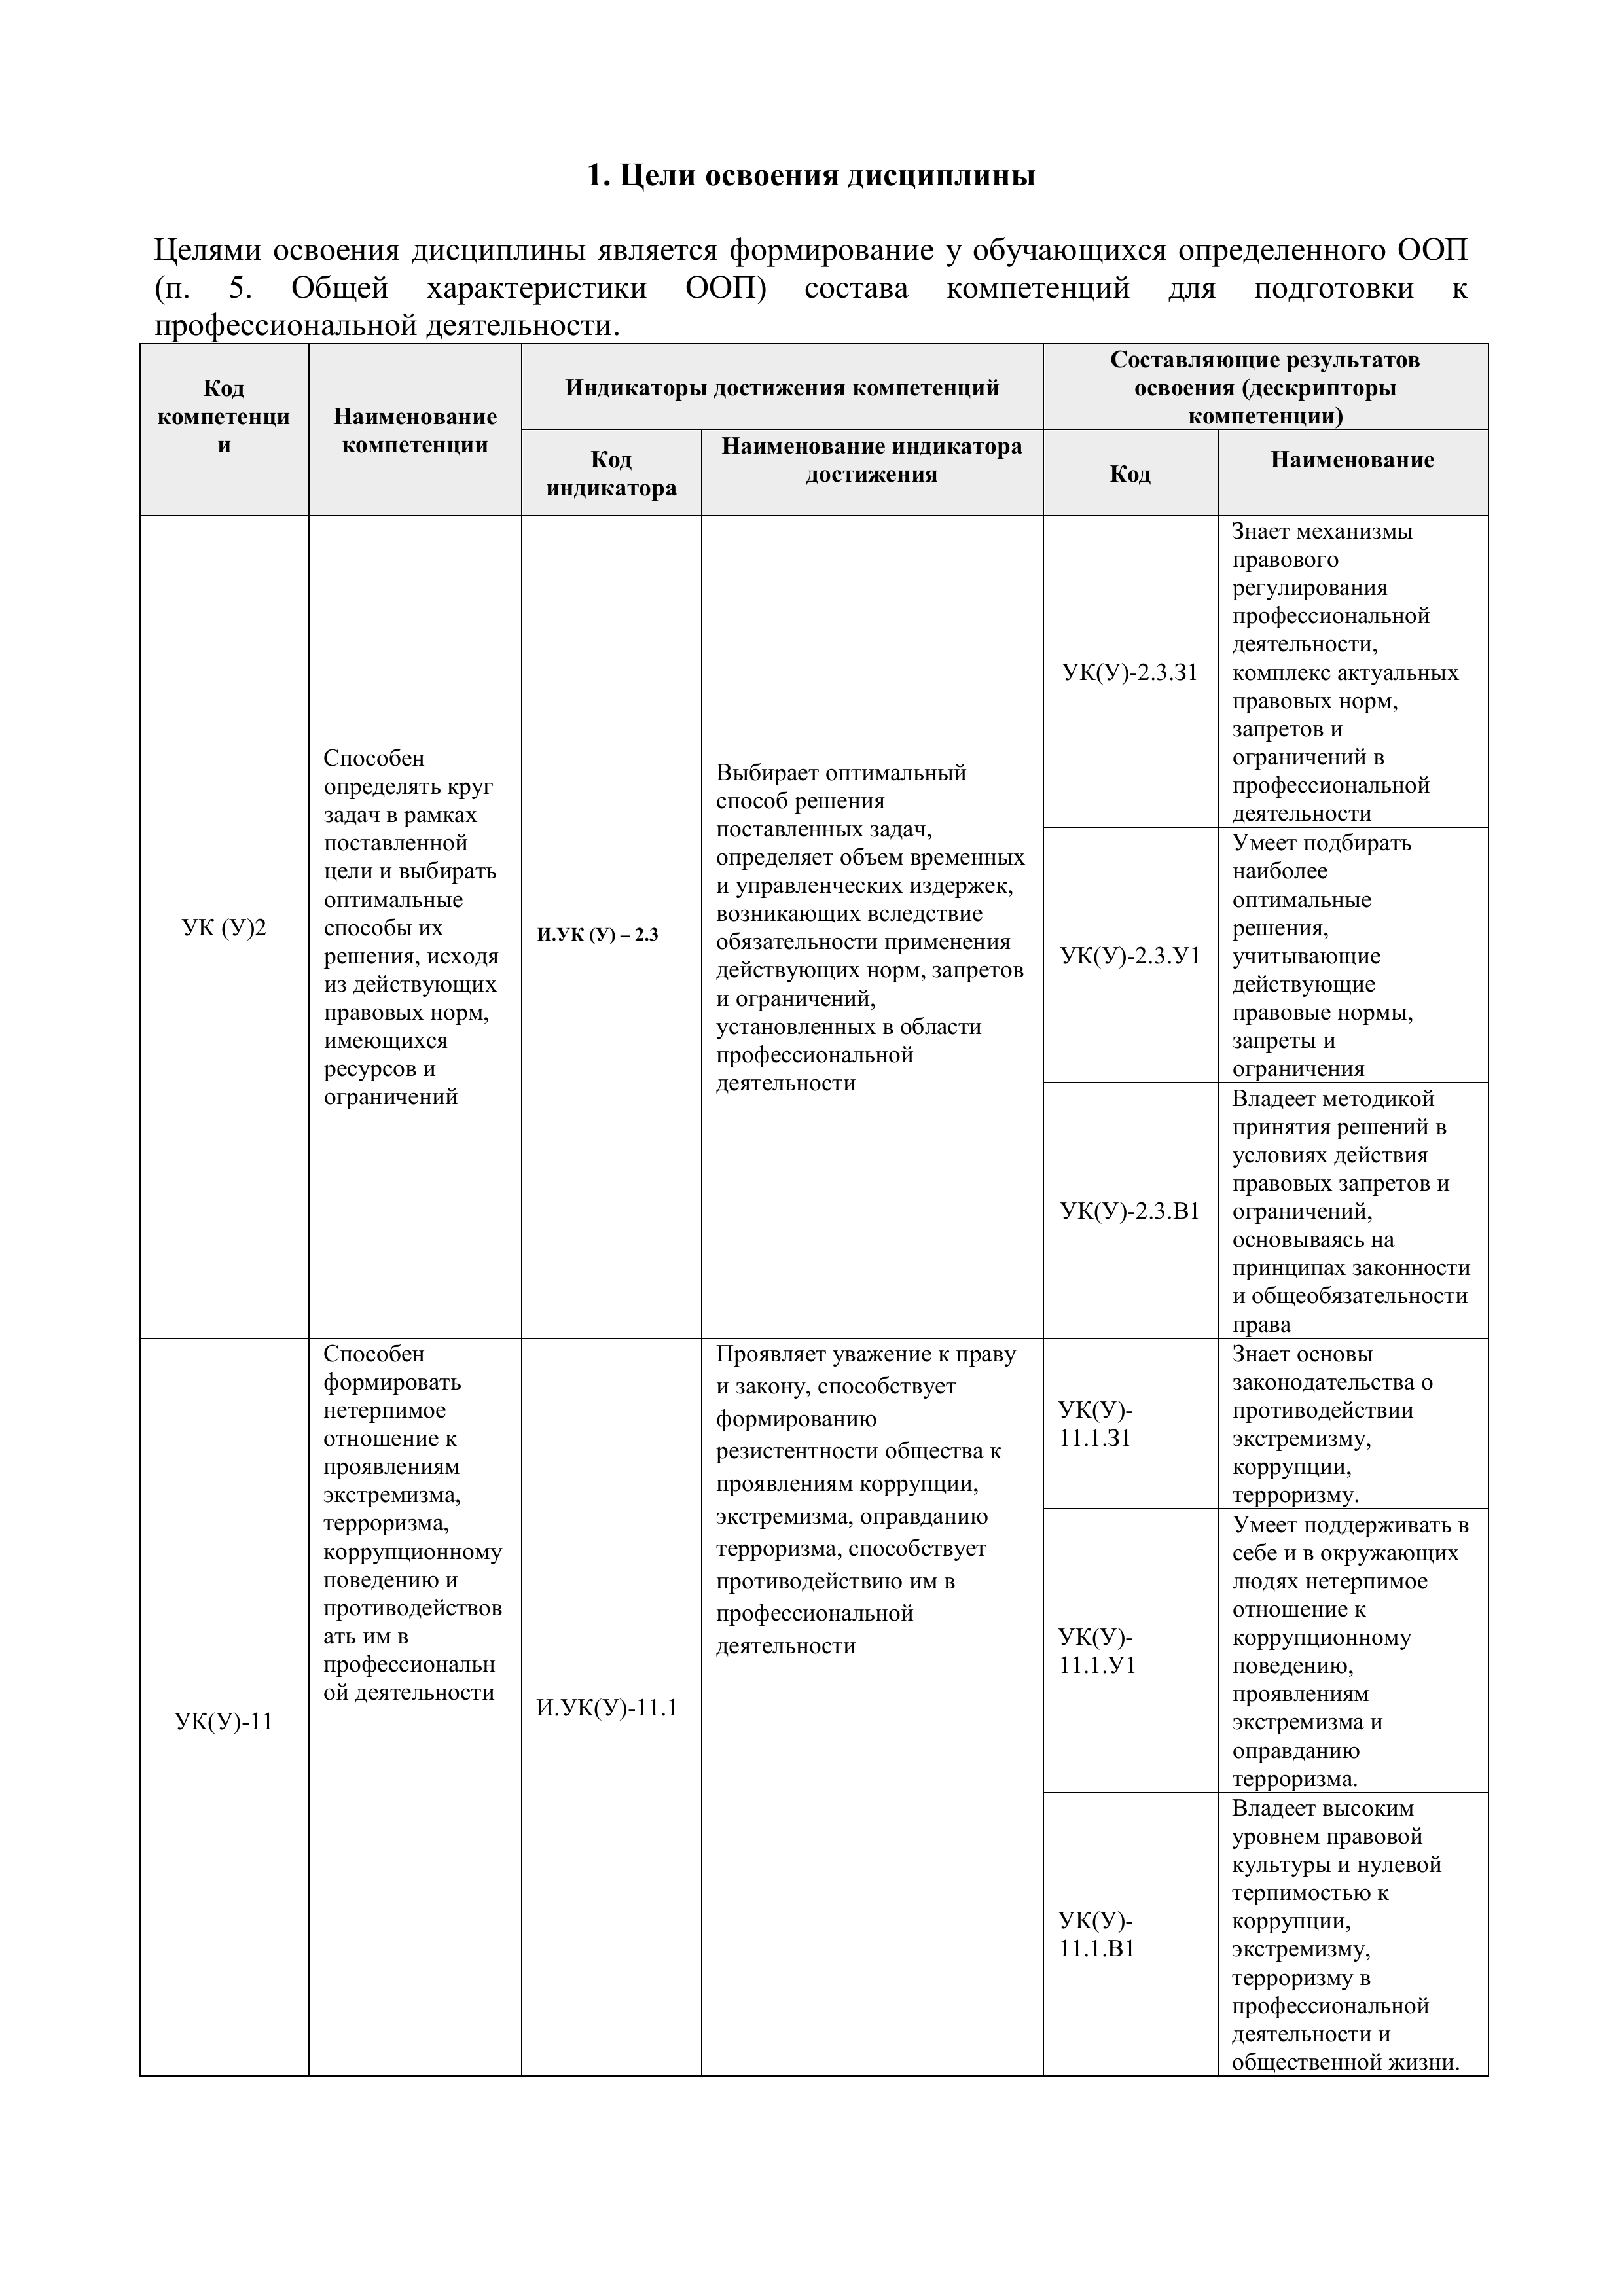 1. Цели освоения дисциплины
Целями освоения дисциплины является формирование у обучающихся определенного ООП
(п. 5. Общей характеристики ООП) состава компетенций для подготовки к
профессиональной деятельности.
Код
компетенци
и
Наименование
компетенции
Индикаторы достижения компетенций
Составляющие результатов
освоения (дескрипторы
компетенции)
Код
индикатора
Наименование индикатора
достижения
Код
Наименование
УК (У)2
Способен
определять круг
задач в рамках
поставленной
цели и выбирать
оптимальные
способы их
решения, исходя
из действующих
правовых норм,
имеющихся
ресурсов и
ограничений
И.УК (У) – 2.3
Выбирает оптимальный
способ решения
поставленных задач,
определяет объем временных
и управленческих издержек,
возникающих вследствие
обязательности применения
действующих норм, запретов
и ограничений,
установленных в области
профессиональной
деятельности
УК(У)-2.3.З1
Знает механизмы
правового
регулирования
профессиональной
деятельности,
комплекс актуальных
правовых норм,
запретов и
ограничений в
профессиональной
деятельности
УК(У)-2.3.У1
Умеет подбирать
наиболее
оптимальные
решения,
учитывающие
действующие
правовые нормы,
запреты и
ограничения
УК(У)-2.3.В1
Владеет методикой
принятия решений в
условиях действия
правовых запретов и
ограничений,
основываясь на
принципах законности
и общеобязательности
права
УК(У)-11
Способен
формировать
нетерпимое
отношение к
проявлениям
экстремизма,
терроризма,
коррупционному
поведению и
противодействов
ать им в
профессиональн
ой деятельности
И.УК(У)-11.1
Проявляет уважение к праву
и закону, способствует
формированию
резистентности общества к
проявлениям коррупции,
экстремизма, оправданию
терроризма, способствует
противодействию им в
профессиональной
деятельности
УК(У)-
11.1.З1
Знает основы
законодательства о
противодействии
экстремизму,
коррупции,
терроризму.
УК(У)-
11.1.У1
Умеет поддерживать в
себе и в окружающих
людях нетерпимое
отношение к
коррупционному
поведению,
проявлениям
экстремизма и
оправданию
терроризма.
УК(У)-
11.1.В1
Владеет высоким
уровнем правовой
культуры и нулевой
терпимостью к
коррупции,
экстремизму,
терроризму в
профессиональной
деятельности и
общественной жизни.